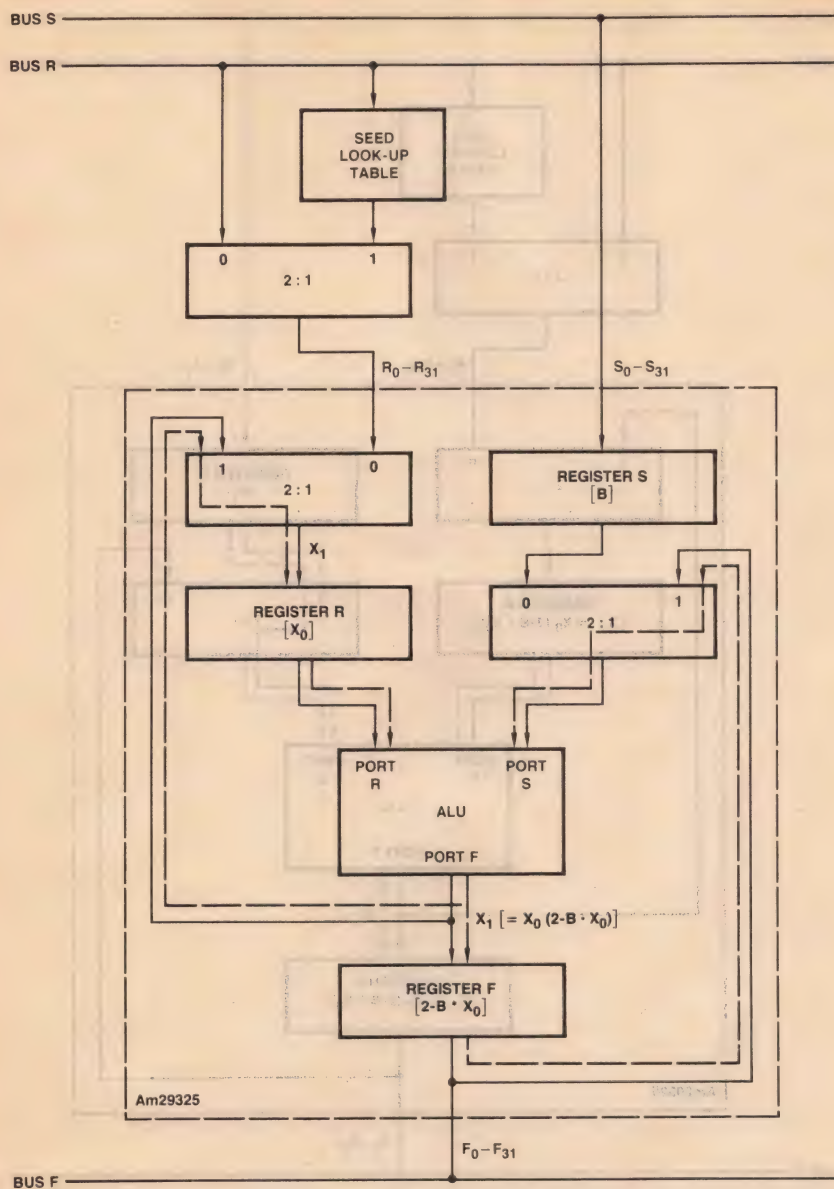 BUS S
BUS R
SEED
LOOK-UP
TABLE
0 1
2 : 1
R₀–R₃₁
S₀–S₃₁
1 0
2 : 1
REGISTER S
[B]
X₁
0 1
2 : 1
REGISTER R
[X₀]
PORT
R
PORT
S
ALU
PORT F
X₁ [= X₀ (2-B · X₀)]
REGISTER F
[2-B · X₀]
Am29325
F₀–F₃₁
BUS F